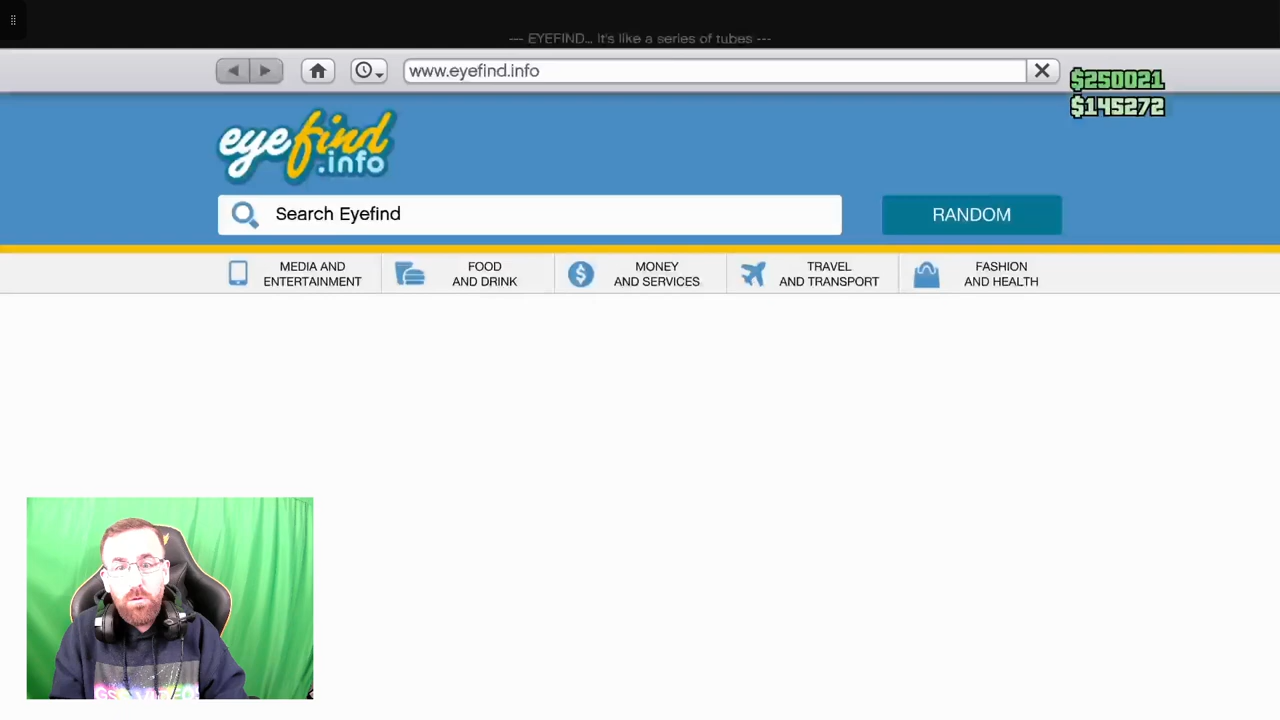 --- EYEFIND... It's like a series of tubes ---
www.eyefind.info
$250021
$145272
eyefind
.info
Search Eyefind
RANDOM
MEDIA AND
ENTERTAINMENT
FOOD
AND DRINK
MONEY
AND SERVICES
TRAVEL
AND TRANSPORT
FASHION
AND HEALTH